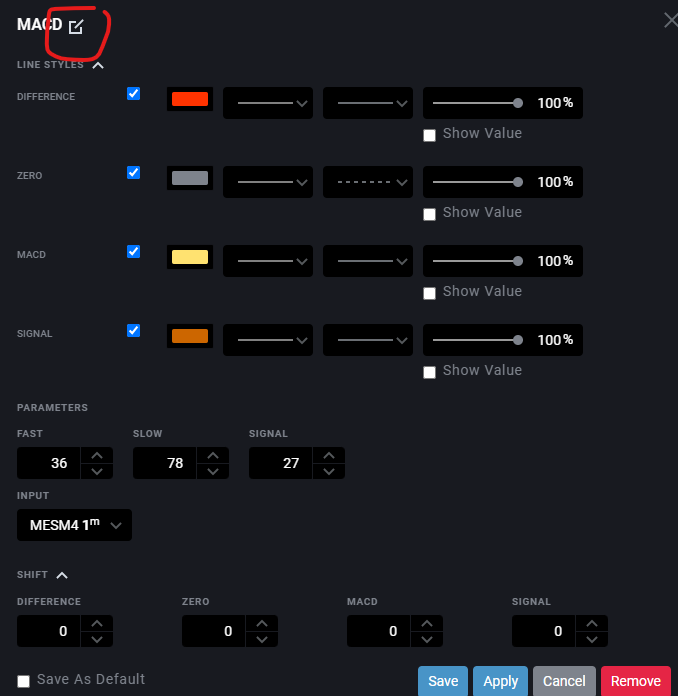 MACD
LINE STYLES
DIFFERENCE 100%
Show Value
ZERO 100%
Show Value
MACD 100%
Show Value
SIGNAL 100%
Show Value
PARAMETERS
FAST SLOW SIGNAL
36 78 27
INPUT
MESM4 1m
SHIFT
DIFFERENCE ZERO MACD SIGNAL
0 0 0 0
Save As Default Save Apply Cancel Remove